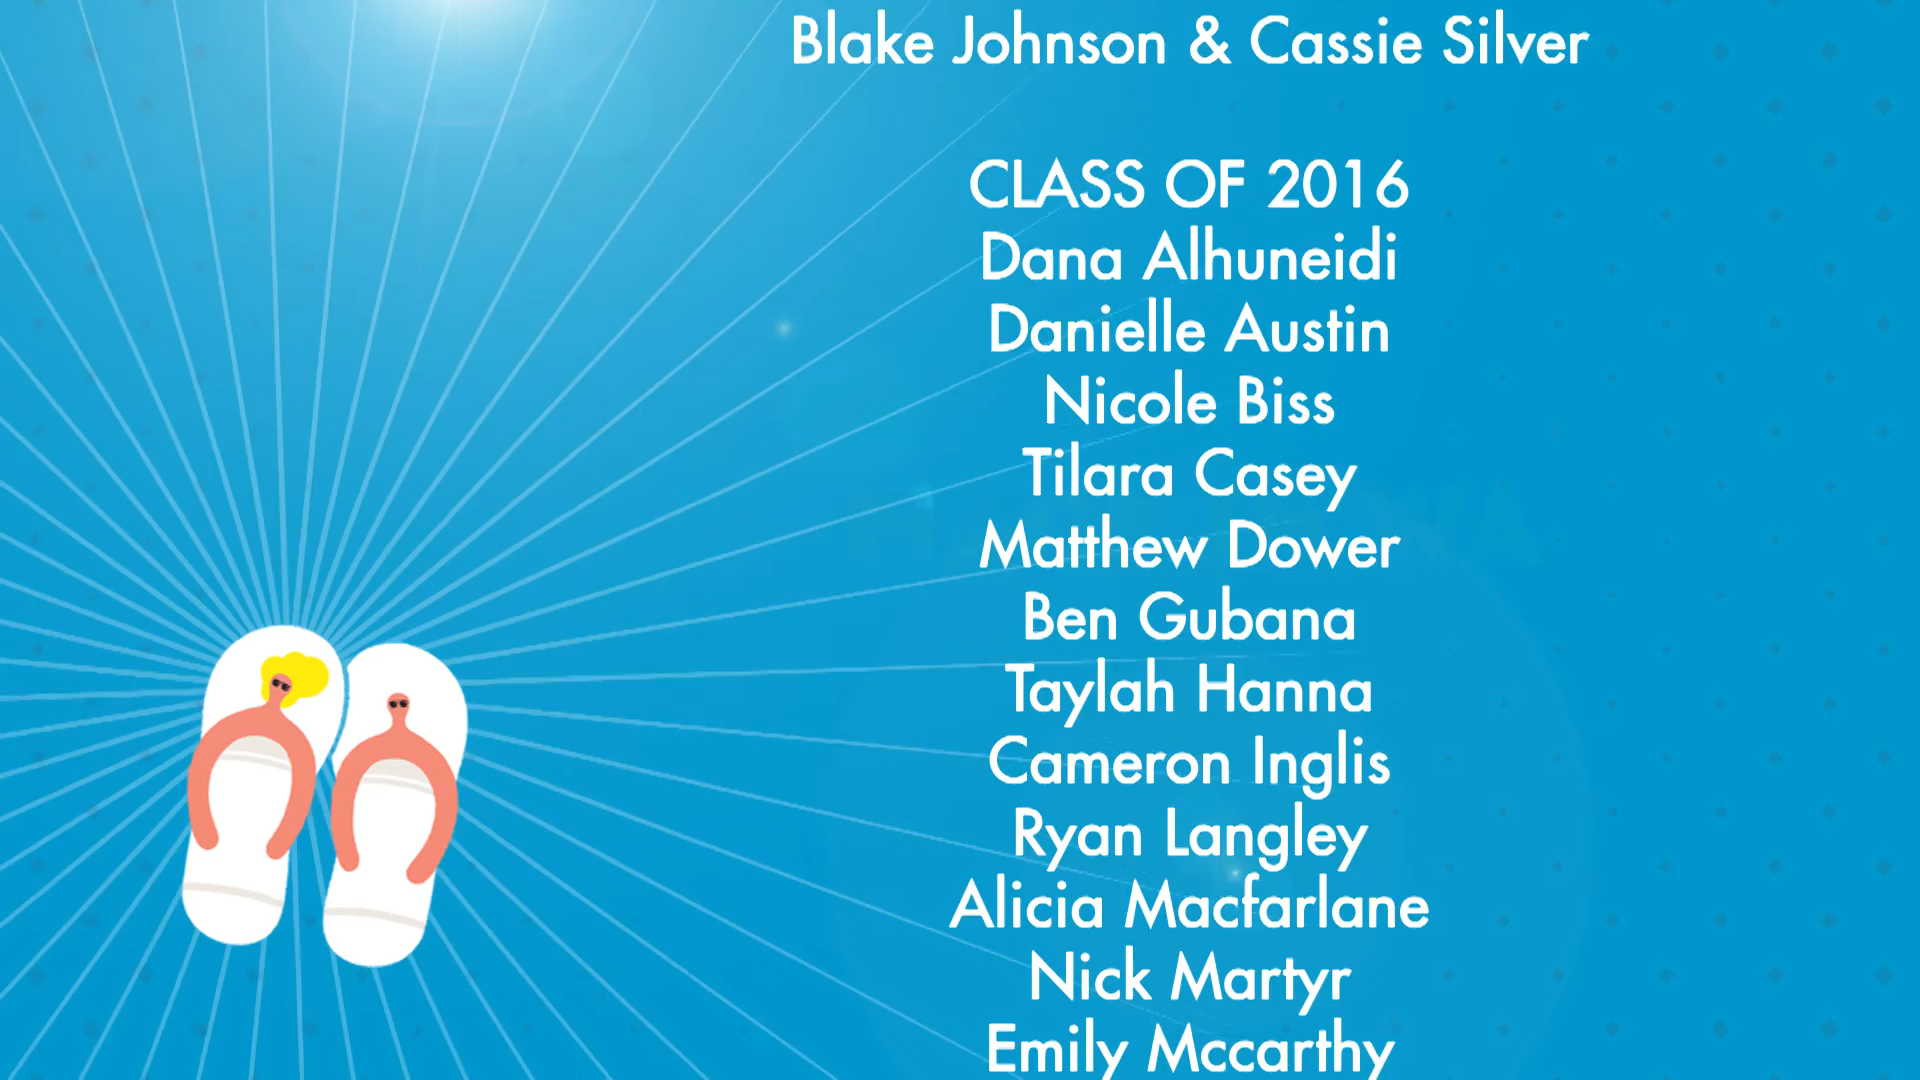 Blake Johnson & Cassie Silver
CLASS OF 2016
Dana Alhuneidi
Danielle Austin
Nicole Biss
Tilara Casey
Matthew Dower
Ben Gubana
Taylah Hanna
Cameron Inglis
Ryan Langley
Alicia Macfarlane
Nick Martyr
Emily Mccarthy